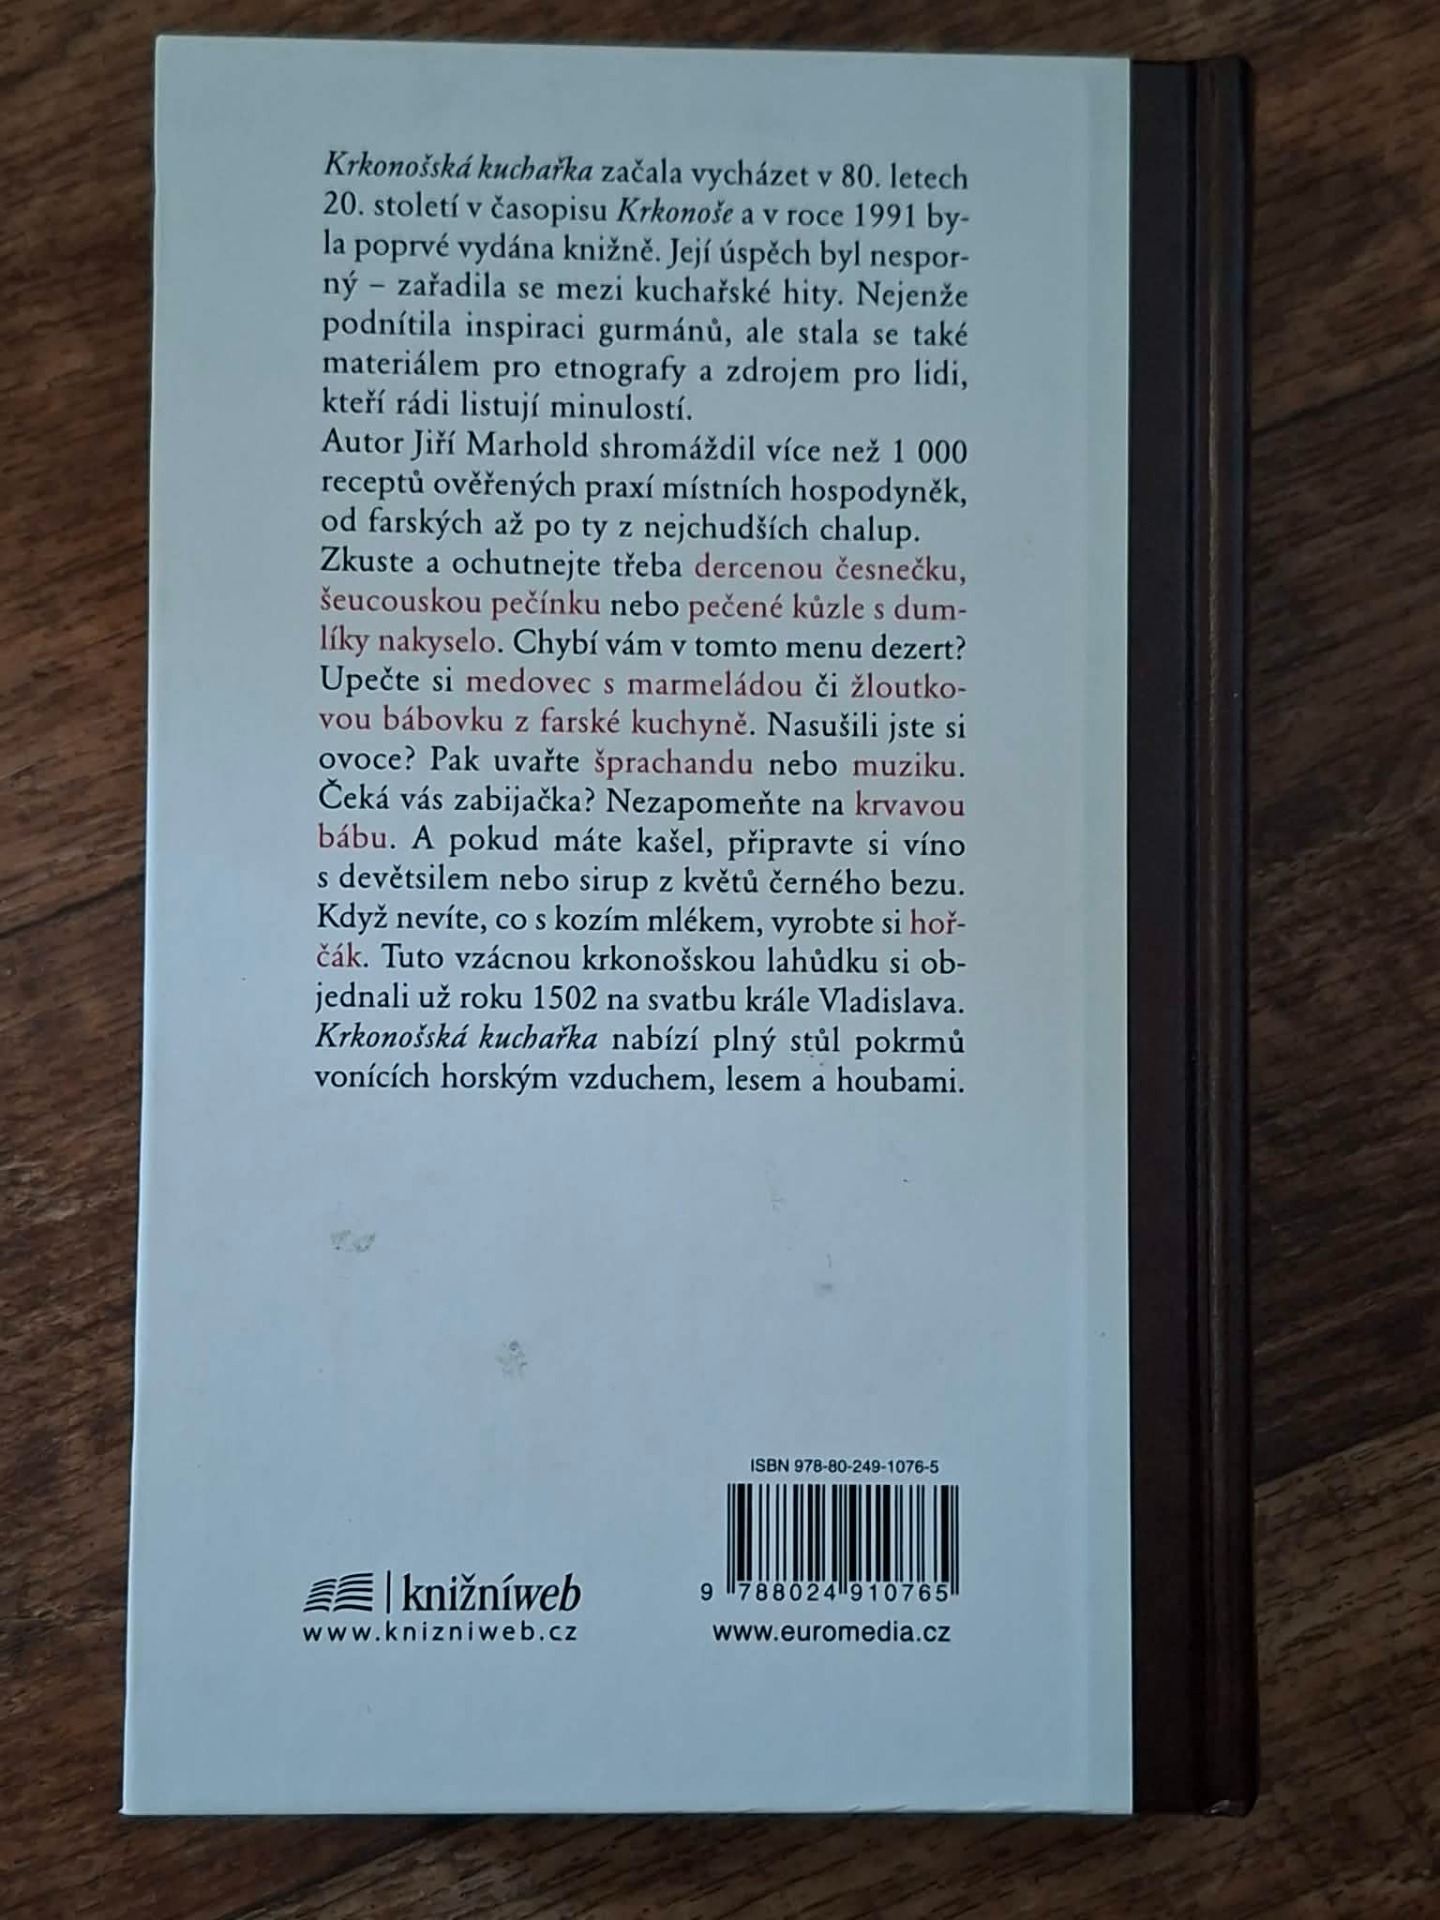 Krkonošská kuchařka začala vycházet v 80. letech
20. století v časopisu Krkonoše a v roce 1991 by-
la poprvé vydána knižně. Její úspěch byl nespor-
ný – zařadila se mezi kuchařské hity. Nejenže
podnítila inspiraci gurmánů, ale stala se také
materiálem pro etnografy a zdrojem pro lidi,
kteří rádi listují minulostí.
Autor Jiří Marhold shromáždil více než 1 000
receptů ověřených praxí místních hospodyněk,
od farských až po ty z nejchudších chalup.
Zkuste a ochutnejte třeba dercenou česnečku,
šeucouskou pečínku nebo pečené kůzle s dum-
líky nakyselo. Chybí vám v tomto menu dezert?
Upečte si medovec s marmeládou či žloutko-
vou bábovku z farské kuchyně. Nasušili jste si
ovoce? Pak uvařte šprachandu nebo muziku.
Čeká vás zabijačka? Nezapomeňte na krvavou
bábu. A pokud máte kašel, připravte si víno
s devětsilem nebo sirup z květů černého bezu.
Když nevíte, co s kozím mlékem, vyrobte si hoř-
čák. Tuto vzácnou krkonošskou lahůdku si ob-
jednali už roku 1502 na svatbu krále Vladislava.
Krkonošská kuchařka nabízí plný stůl pokrmů
vonících horským vzduchem, lesem a houbami.
ISBN 978-80-249-1076-5
9 788024 910765
www.euromedia.cz
knižníweb
www.knizniweb.cz